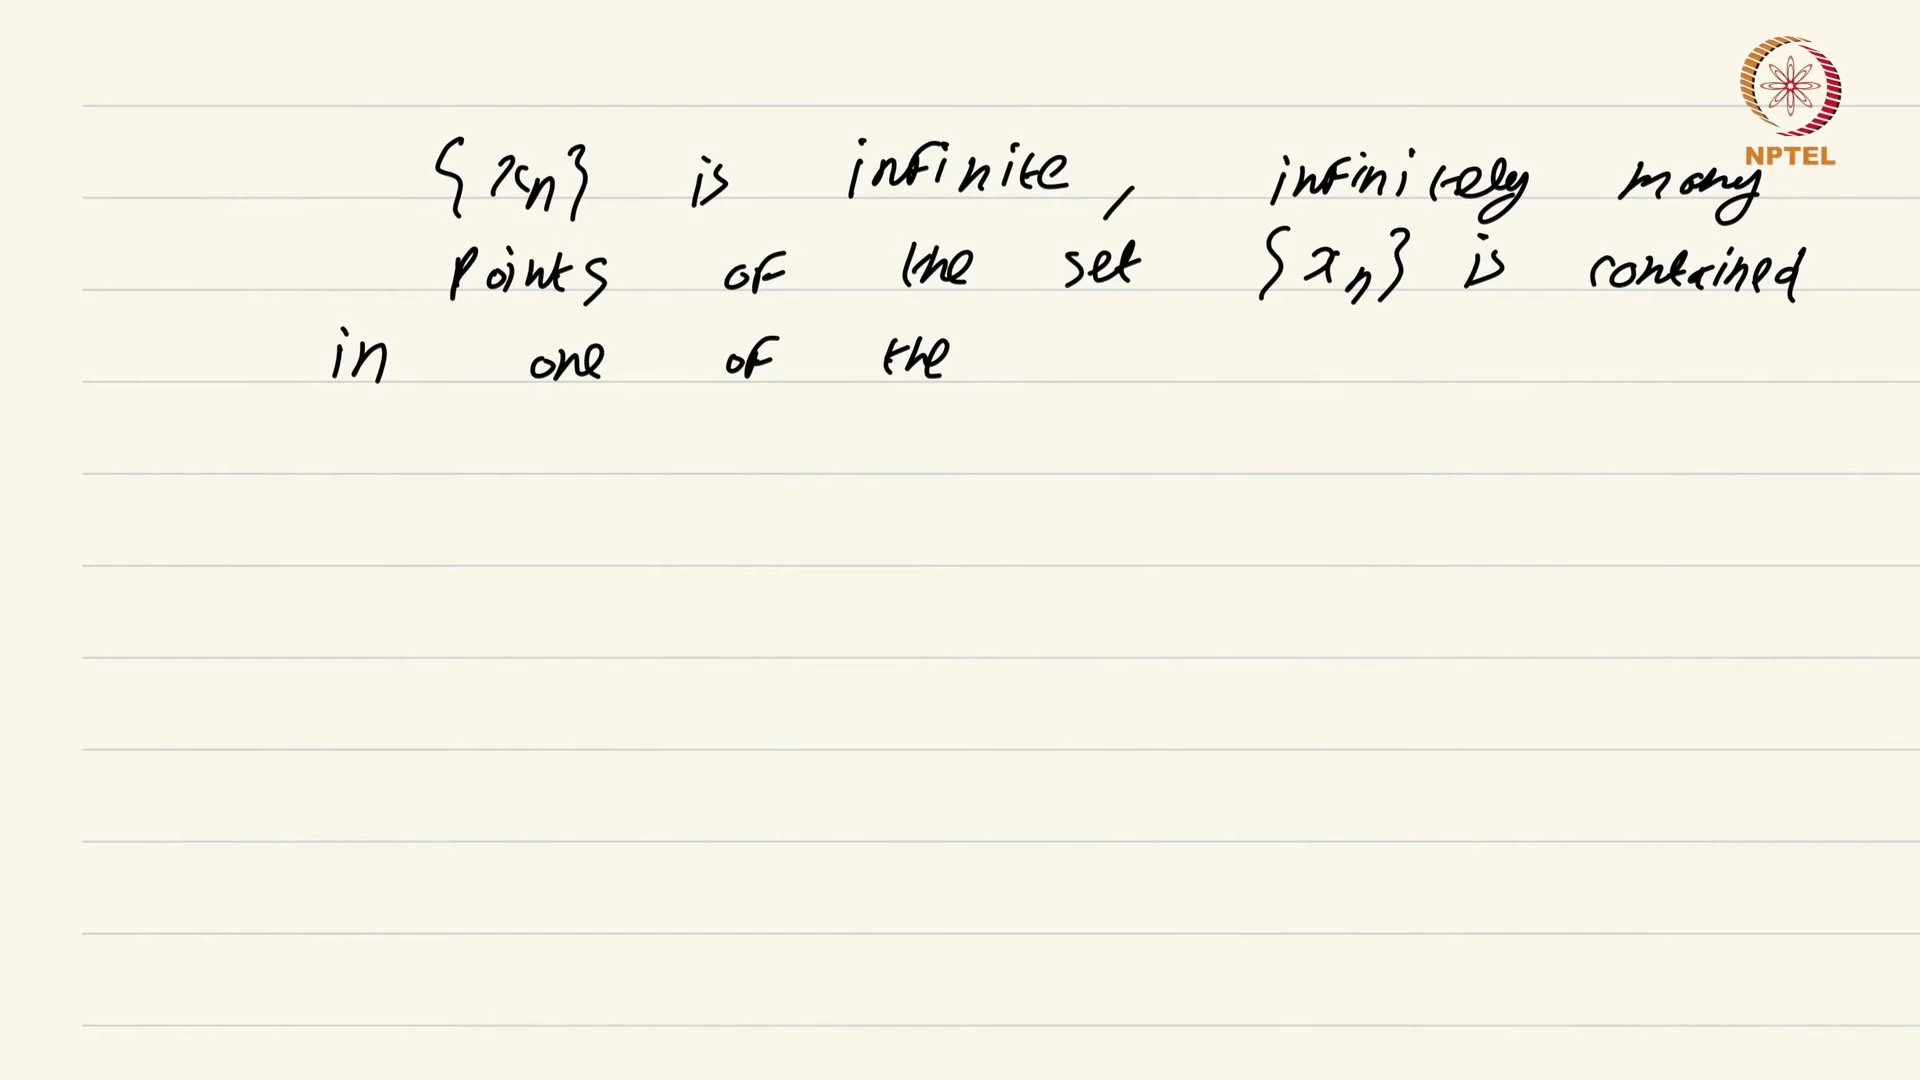 NPTEL
{xn} is infinite, infinitely many
points of the set {xn} is contained
in one of the